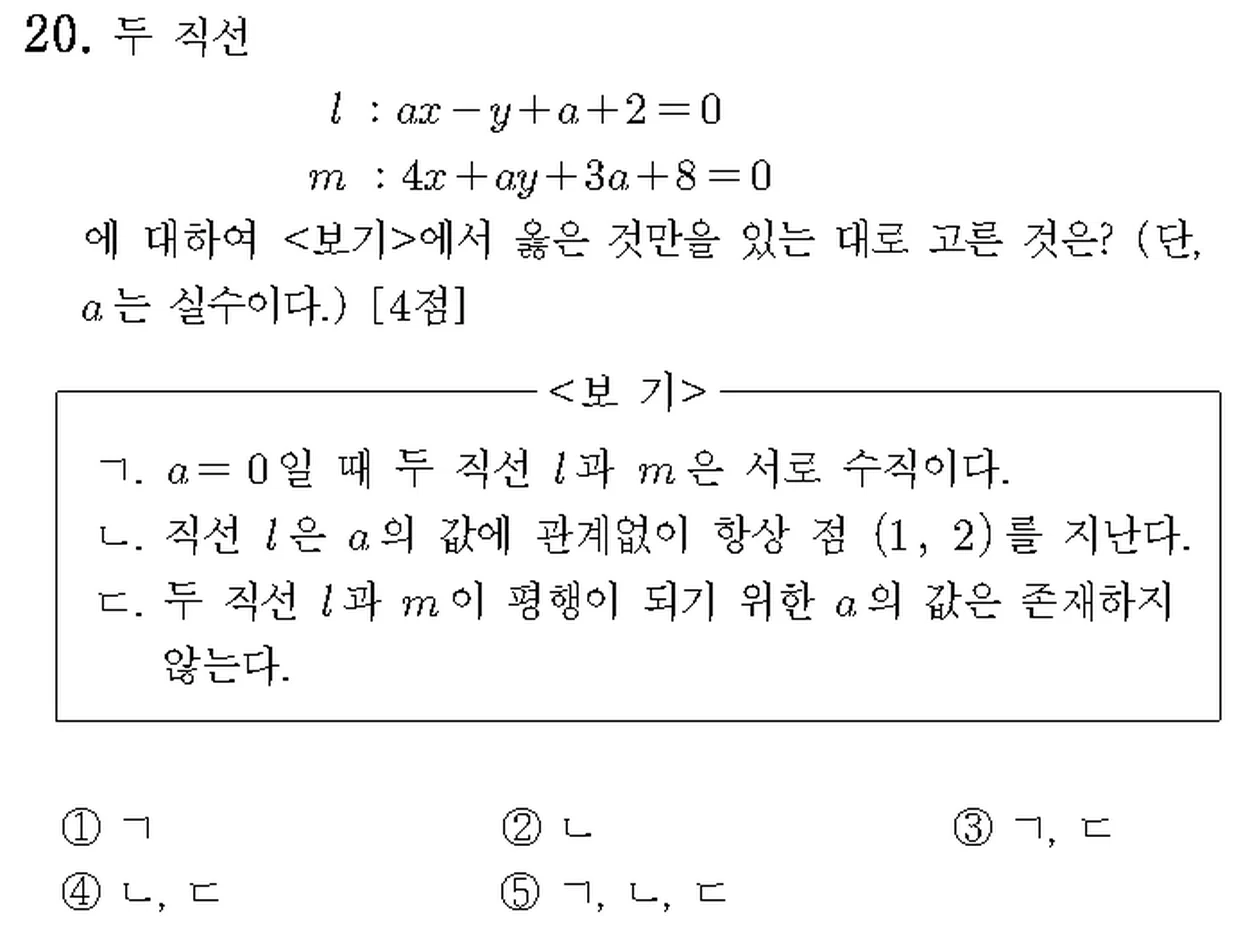 20. 두 직선
l : ax-y+a+2=0
m : 4x+ay+3a+8=0
에 대하여 <보기>에서 옳은 것만을 있는 대로 고른 것은? (단,
a는 실수이다.) [4점]
<보 기>
ㄱ. a= 0일 때 두 직선 l과 m은 서로 수직이다.
ㄴ. 직선 l은 a의 값에 관계없이 항상 점 (1, 2)를 지난다.
ㄷ. 두 직선 l과 m이 평행이 되기 위한 a의 값은 존재하지
않는다.
① ㄱ ② ㄴ ③ ㄱ, ㄷ
④ ㄴ, ㄷ ⑤ ㄱ, ㄴ, ㄷ